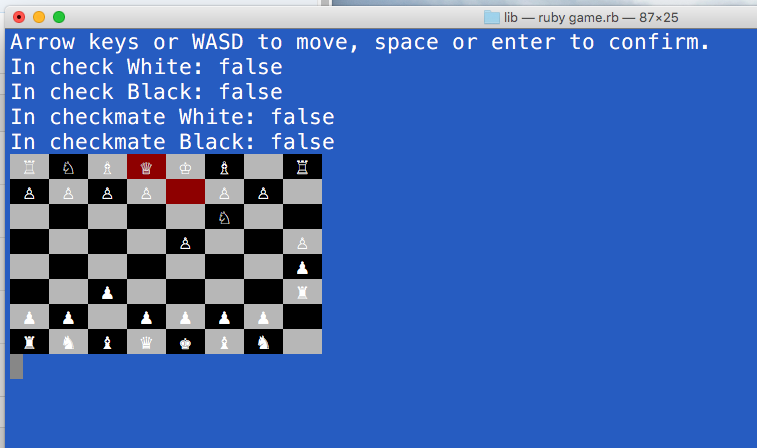 lib — ruby game.rb — 87×25
Arrow keys or WASD to move, space or enter to confirm.
In check White: false
In check Black: false
In checkmate White: false
In checkmate Black: false